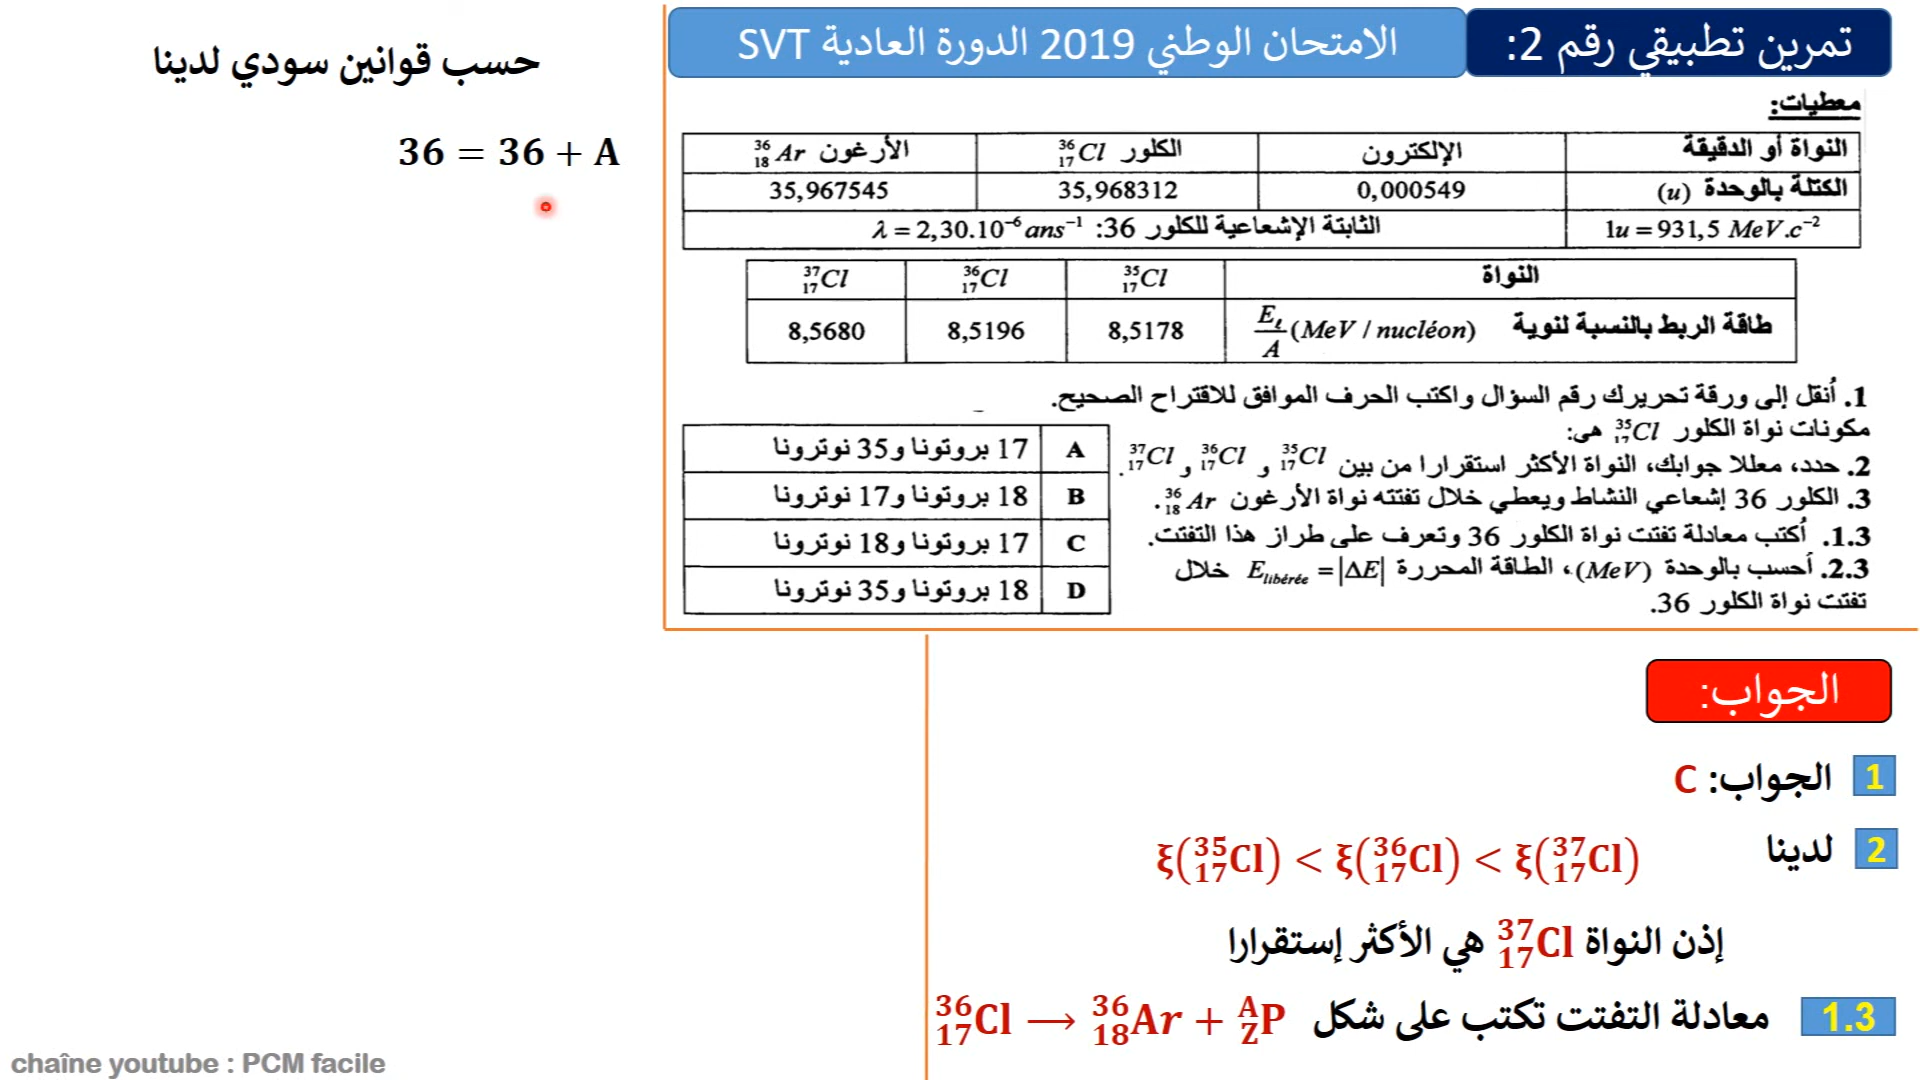 تمرين تطبيقي رقم 2: الامتحان الوطني 2019 الدورة العادية SVT
معطيات:
النواة أو الدقيقة | الإلكترون | الكلور ³⁶₁₇Cl | الأرغون ³⁶₁₈Ar
الكتلة بالوحدة (u) | 0,000549 | 35,968312 | 35,967545
1u = 931,5 MeV.c⁻² | الثابتة الإشعاعية للكلور 36: λ = 2,30.10⁻⁶ ans⁻¹
النواة | ³⁵₁₇Cl | ³⁶₁₇Cl | ³⁷₁₇Cl
طاقة الربط بالنسبة لنوية Eℓ/A (MeV / nucléon) | 8,5178 | 8,5196 | 8,5680
1. أنقل إلى ورقة تحريرك رقم السؤال واكتب الحرف الموافق للاقتراح الصحيح.
مكونات نواة الكلور ³⁵₁₇Cl هي:
A | 17 بروتونا و35 نوترونا
B | 18 بروتونا و17 نوترونا
C | 17 بروتونا و18 نوترونا
D | 18 بروتونا و35 نوترونا
2. حدد، معللا جوابك، النواة الأكثر استقرارا من بين ³⁵₁₇Cl و ³⁶₁₇Cl و ³⁷₁₇Cl.
3. الكلور 36 إشعاعي النشاط ويعطي خلال تفتته نواة الأرغون ³⁶₁₈Ar.
1.3. أكتب معادلة تفتت نواة الكلور 36 وتعرف على طراز هذا التفتت.
2.3. أحسب بالوحدة (MeV)، الطاقة المحررة E libérée = |ΔE| خلال
تفتت نواة الكلور 36.
الجواب:
1 الجواب: C
2 لدينا ξ(³⁵₁₇Cl) < ξ(³⁶₁₇Cl) < ξ(³⁷₁₇Cl)
إذن النواة ³⁷₁₇Cl هي الأكثر إستقرارا
1.3 معادلة التفتت تكتب على شكل ³⁶₁₇Cl → ³⁶₁₈Ar + ᴬ_Z P
حسب قوانين سودي لدينا
36 = 36 + A
chaîne youtube : PCM facile